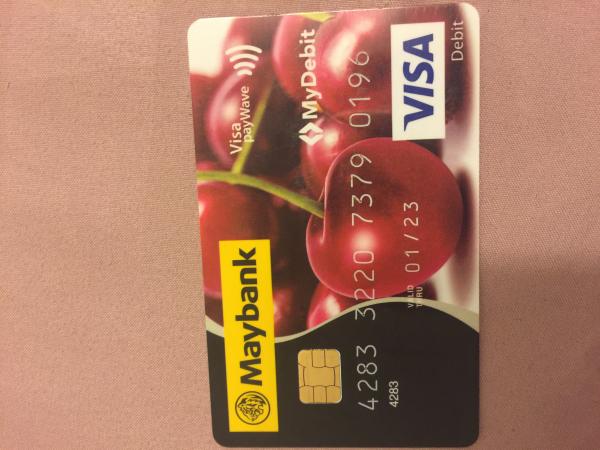 Maybank
Visa
payWave
MyDebit
4283 3220 7379 0196
4283
VALID
THRU
01/23
VISA
Debit